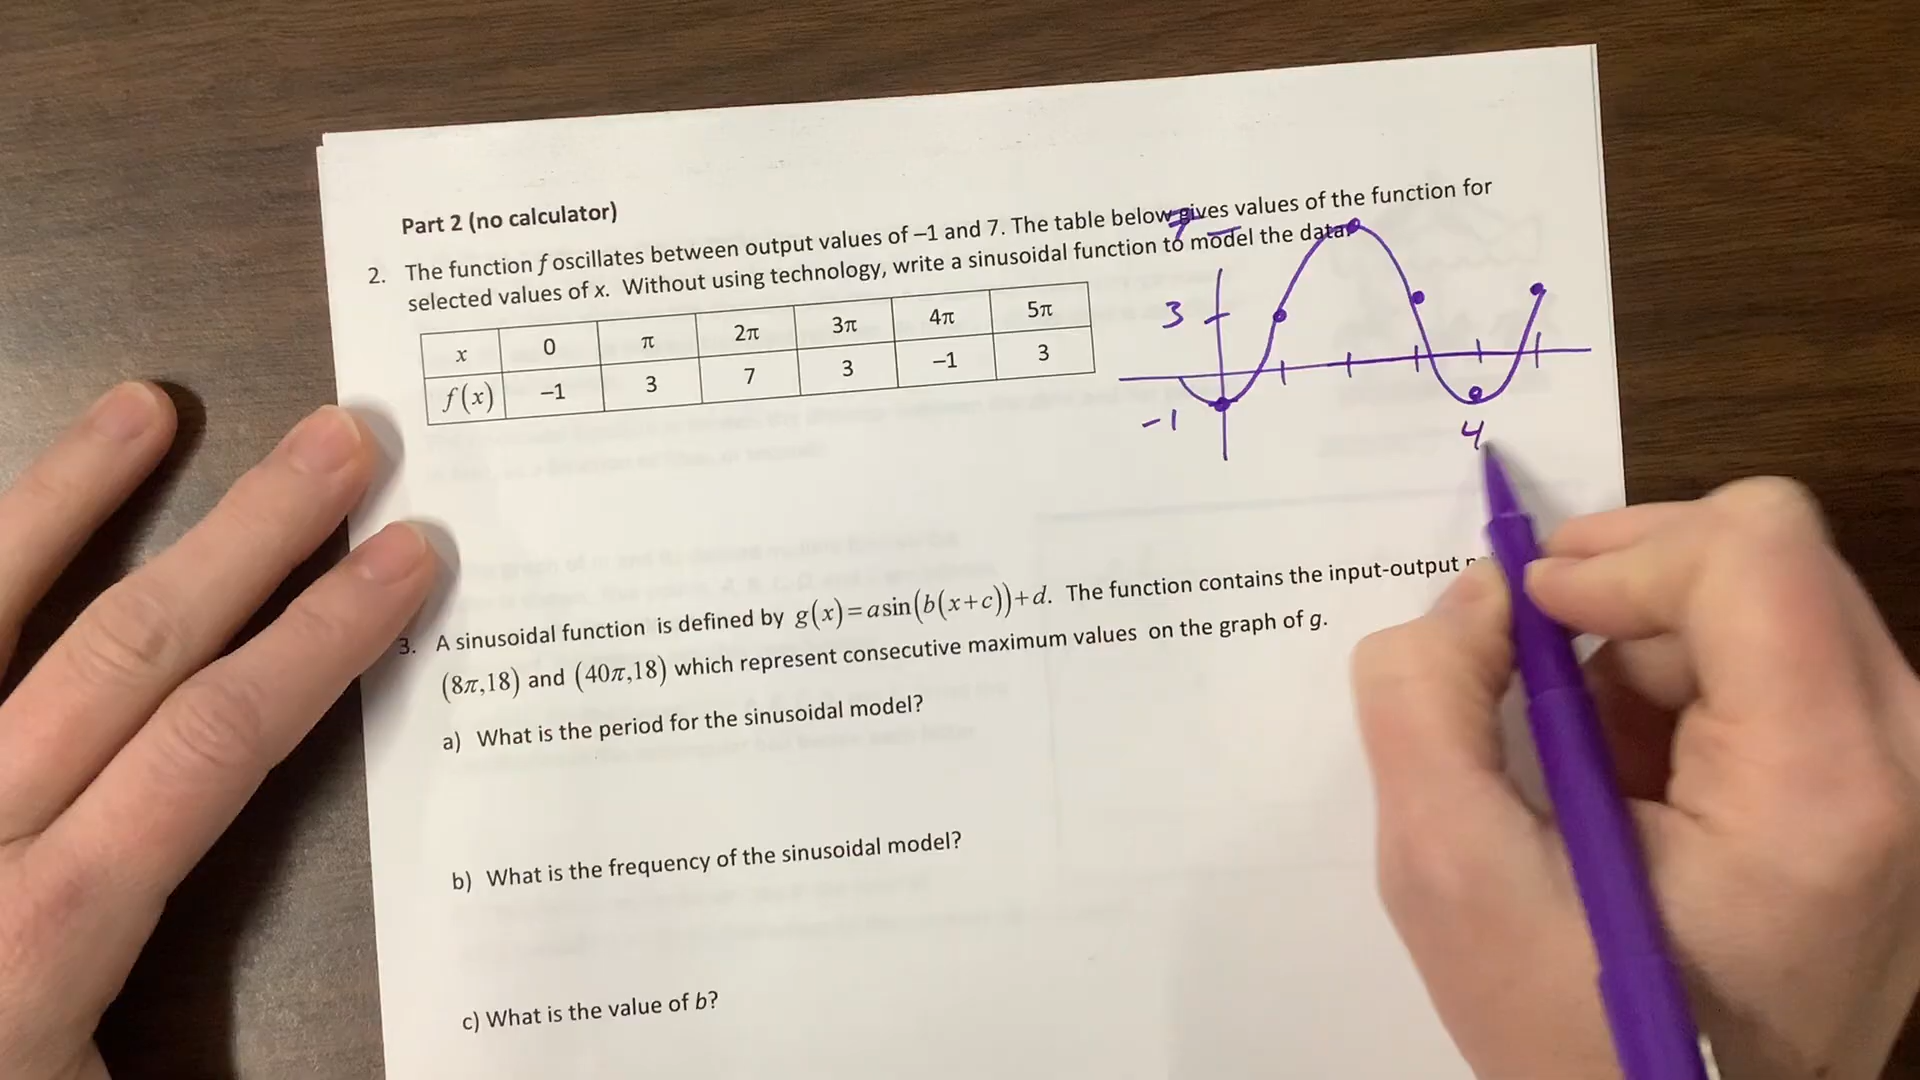 Part 2 (no calculator)
2. The function f oscillates between output values of –1 and 7. The table below gives values of the function for
selected values of x. Without using technology, write a sinusoidal function to model the data.
x 0 π 2π 3π 4π 5π
f(x) –1 3 7 3 –1 3
7
3
–1
4
3. A sinusoidal function is defined by g(x)=asin(b(x+c))+d. The function contains the input-output
(8π,18) and (40π,18) which represent consecutive maximum values on the graph of g.
a) What is the period for the sinusoidal model?
b) What is the frequency of the sinusoidal model?
c) What is the value of b?